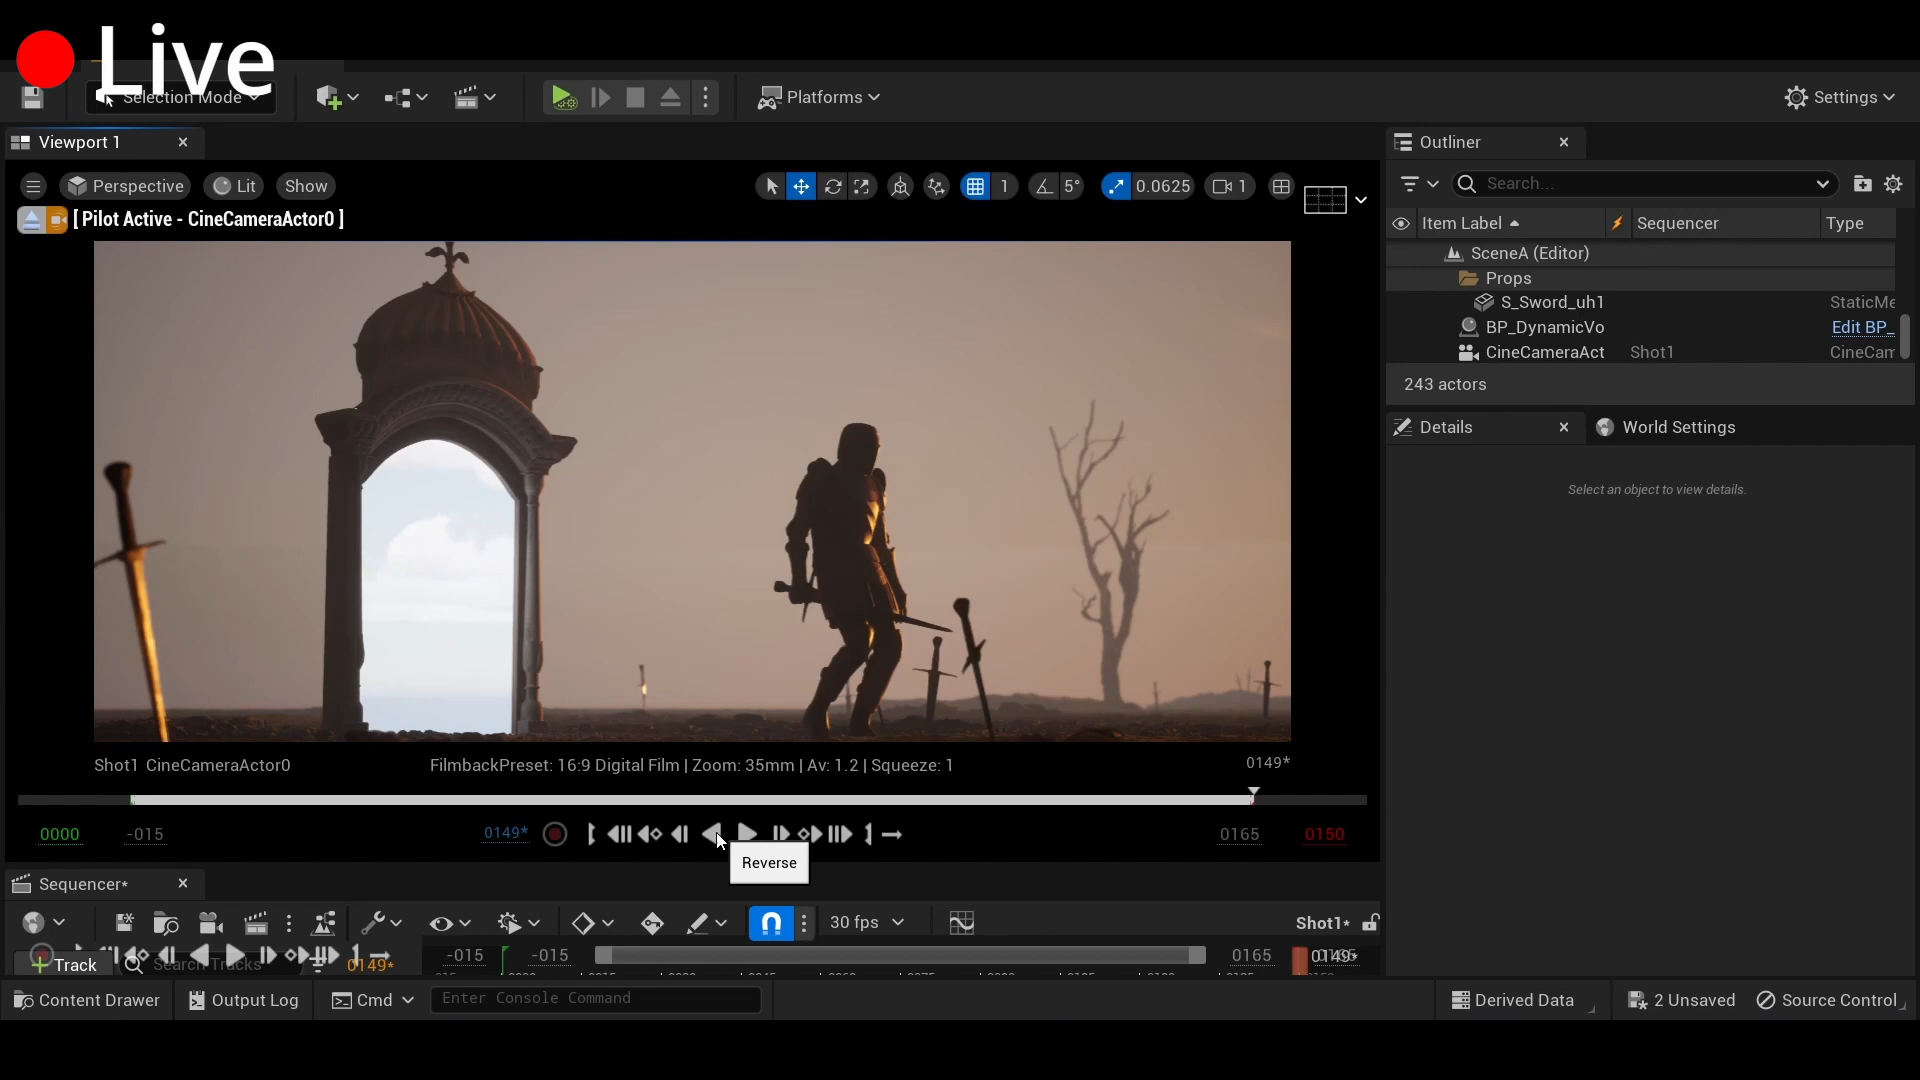 Live
Selection Mode
Platforms
Settings
Viewport 1
Outliner
Perspective
Lit
Show
1
5°
0.0625
1
Search...
[ Pilot Active - CineCameraActor0 ]
Item Label
Sequencer
Type
SceneA (Editor)
Props
S_Sword_uh1
StaticMe
BP_DynamicVo
Edit BP_
CineCameraAct
Shot1
CineCam
243 actors
Details
World Settings
Select an object to view details.
Shot1 CineCameraActor0
FilmbackPreset: 16:9 Digital Film | Zoom: 35mm | Av: 1.2 | Squeeze: 1
0149*
0000
-015
0149*
0165
0150
Reverse
Sequencer*
30 fps
Shot1*
Track
Search Tracks
0149*
-015
-015
1165
0149*
Content Drawer
Output Log
Cmd
Enter Console Command
Derived Data
2 Unsaved
Source Control